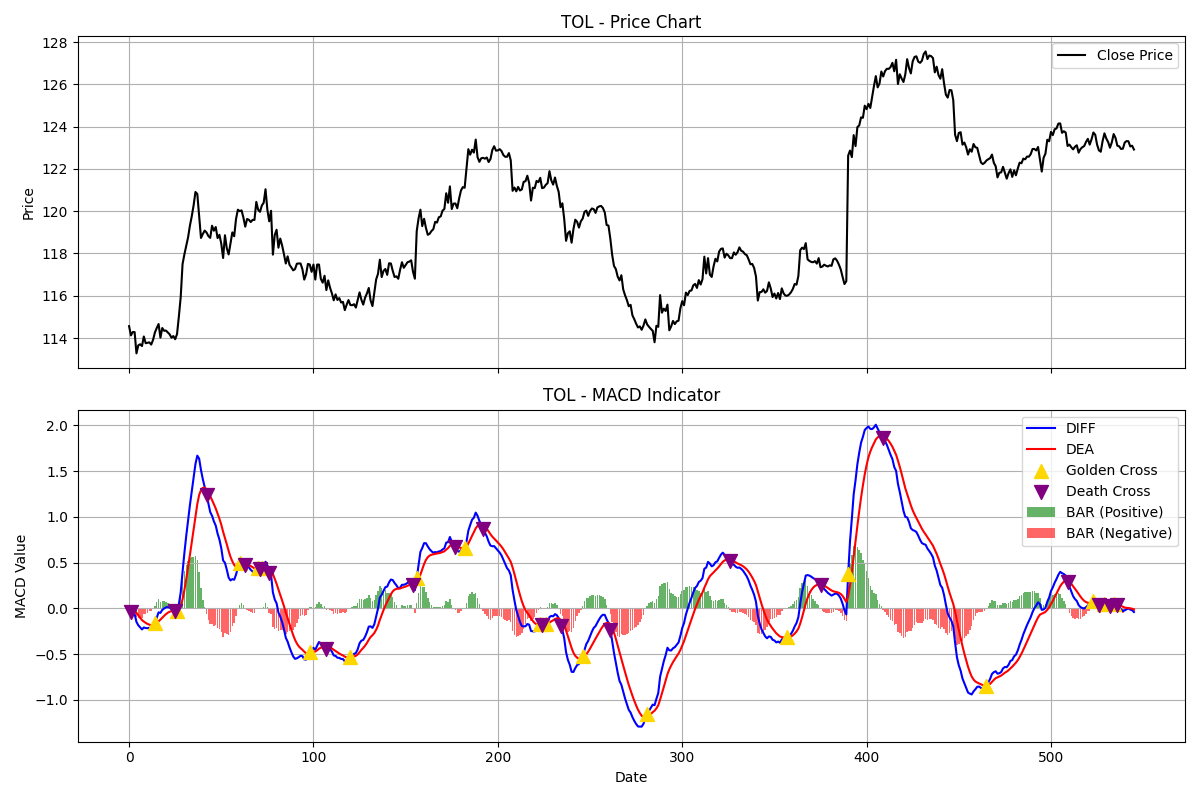 TOL - Price Chart
128
126
124
122
120
118
116
114
Price
Close Price
TOL - MACD Indicator
2.0
1.5
1.0
0.5
0.0
−0.5
−1.0
MACD Value
DIFF
DEA
Golden Cross
Death Cross
BAR (Positive)
BAR (Negative)
0
100
200
300
400
500
Date